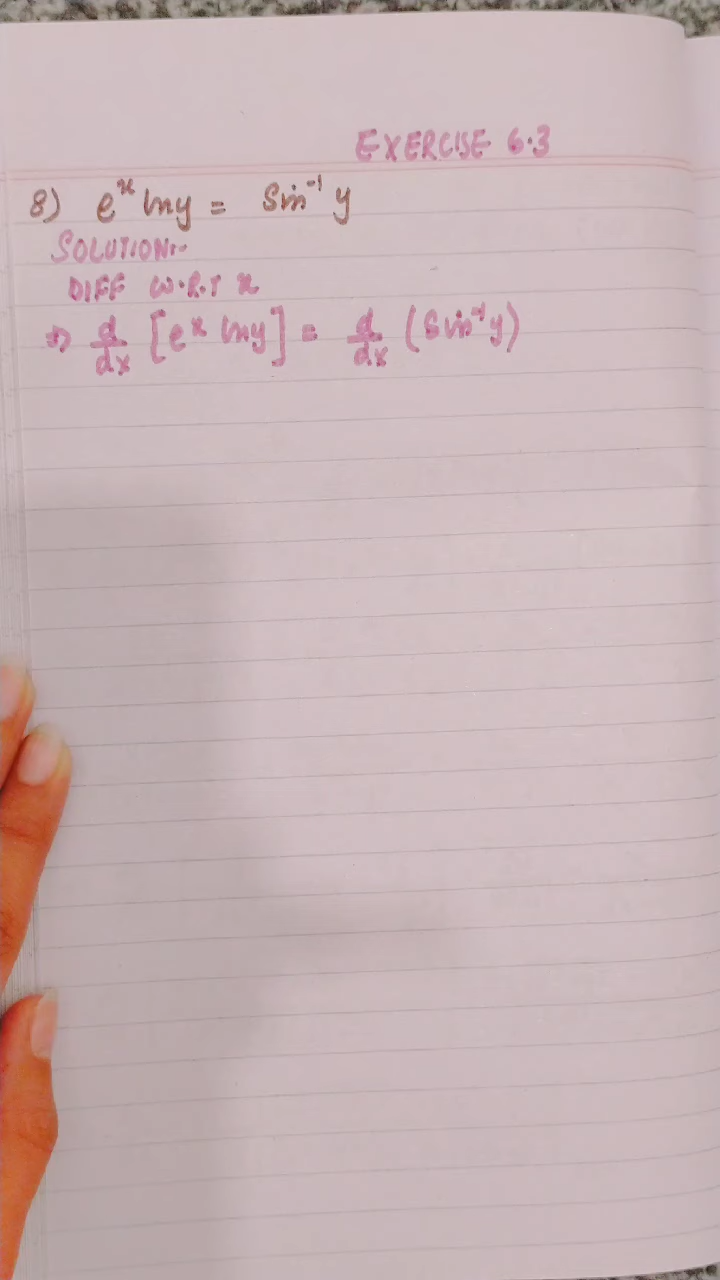 EXERCISE 6.3
8) eˣ lny = Sin⁻¹ y
SOLUTION:-
DIFF W.R.T x
⇒ d/dx [eˣ lny] = d/dx (Sin⁻¹y)